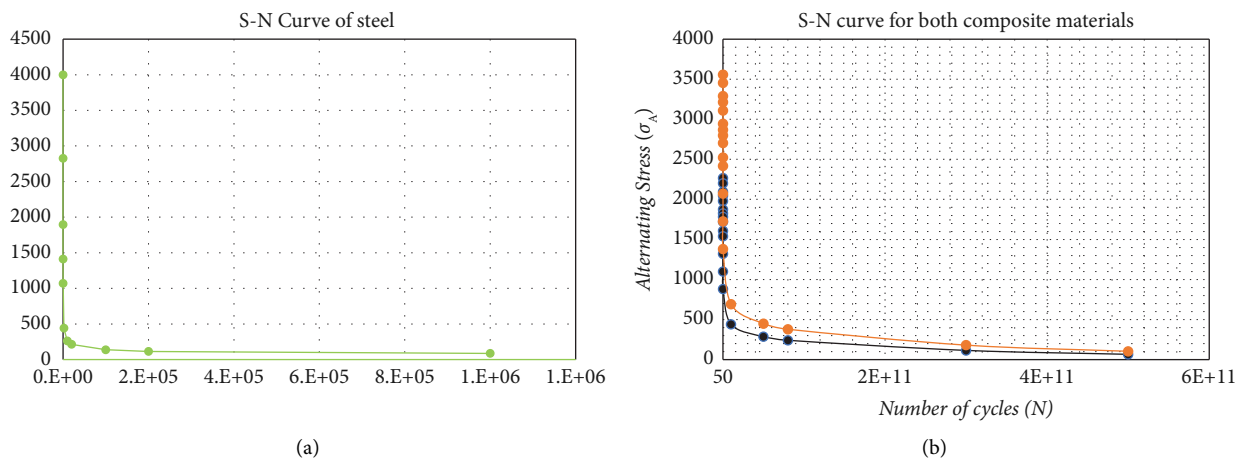 S-N Curve of steel
4500
4000
3500
3000
2500
2000
1500
1000
500
0
0.E+00 2.E+05 4.E+05 6.E+05 8.E+05 1.E+06 1.E+06
(a)
S-N curve for both composite materials
Alternating Stress (σA)
4000
3500
3000
2500
2000
1500
1000
500
0
50 2E+11 4E+11 6E+11
Number of cycles (N)
(b)